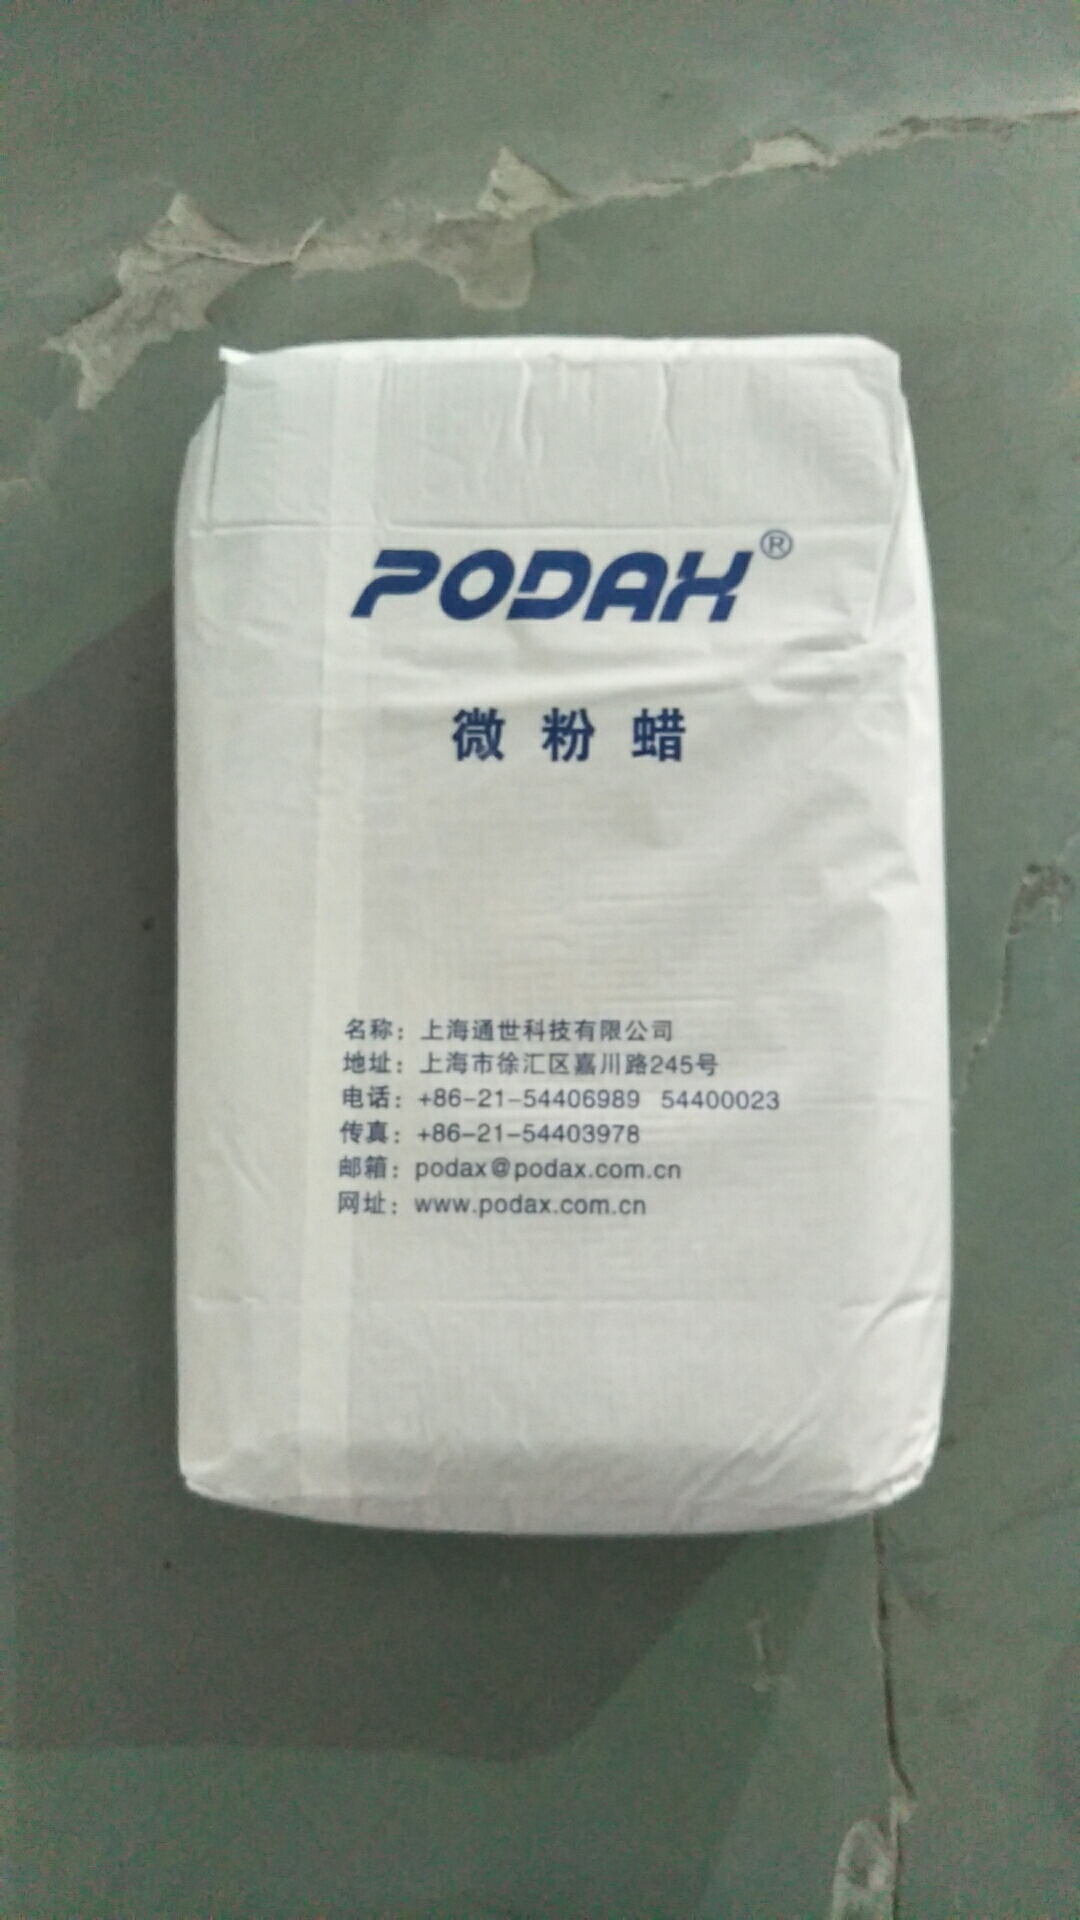 PODAX®
微粉蜡
名称：上海通世科技有限公司
地址：上海市徐汇区嘉川路245号
电话：+86-21-54406989 54400023
传真：+86-21-54403978
邮箱：podax@podax.com.cn
网址：www.podax.com.cn